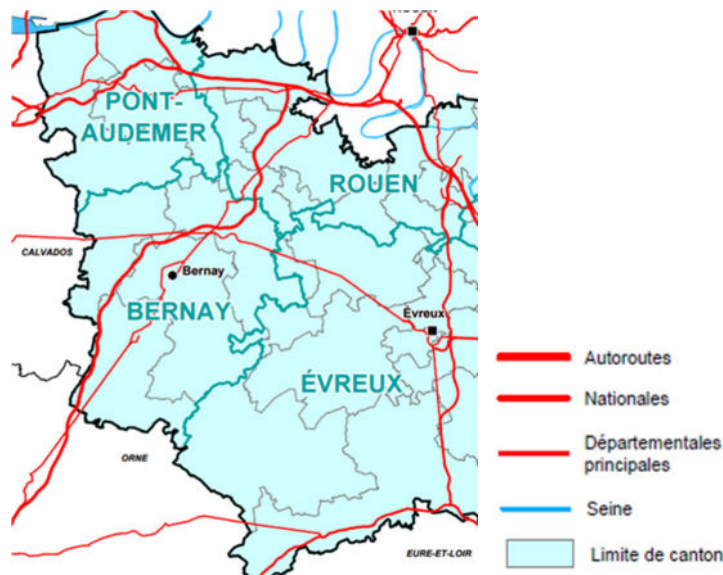 PONT-
AUDEMER
ROUEN
CALVADOS
Bernay
BERNAY
Évreux
ÉVREUX
ORNE
EURE-ET-LOIR
Autoroutes
Nationales
Départementales
principales
Seine
Limite de canton